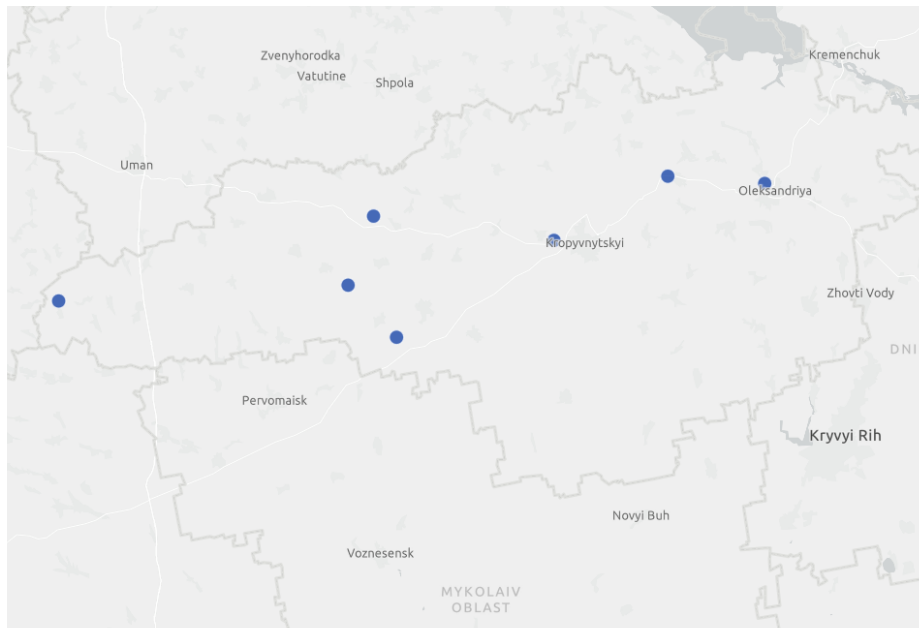 Zvenyhorodka
Kremenchuk
Vatutine
Shpola
Uman
Oleksandriya
Kropyvnytskyi
Zhovti Vody
DNI
Pervomaisk
Kryvyi Rih
Novyi Buh
Voznesensk
MYKOLAIV
OBLAST